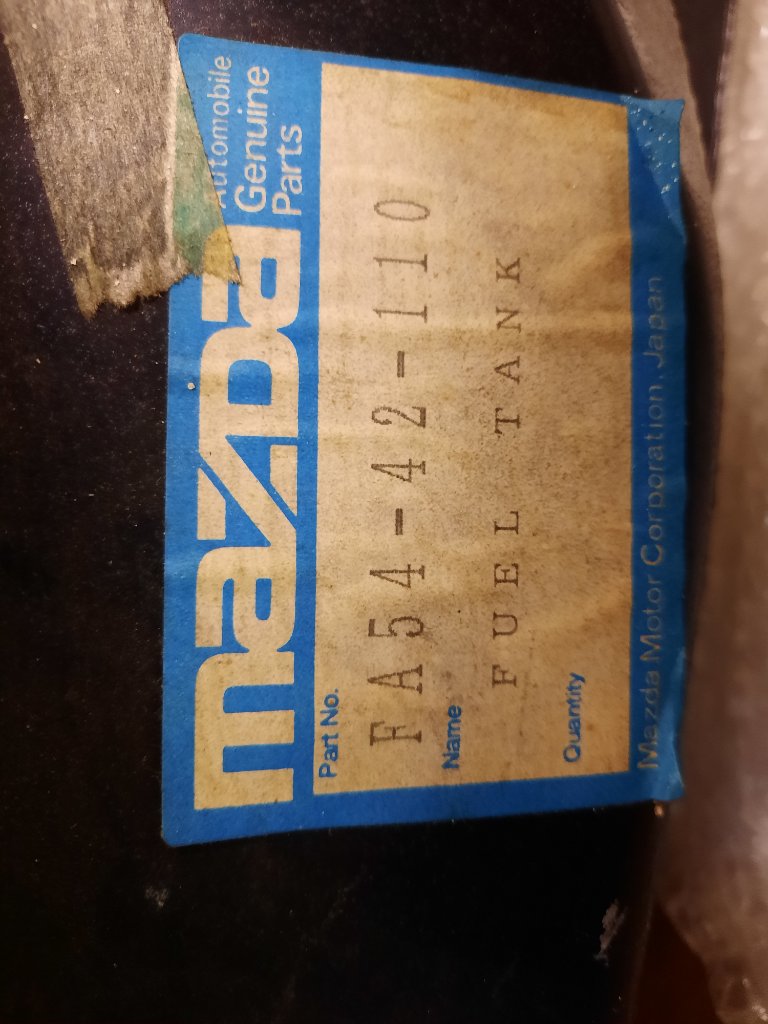 mazda Automobile
Genuine
Parts
Part No.
FA54-42-110
Name
FUEL TANK
Quantity
Mazda Motor Corporation, Japan